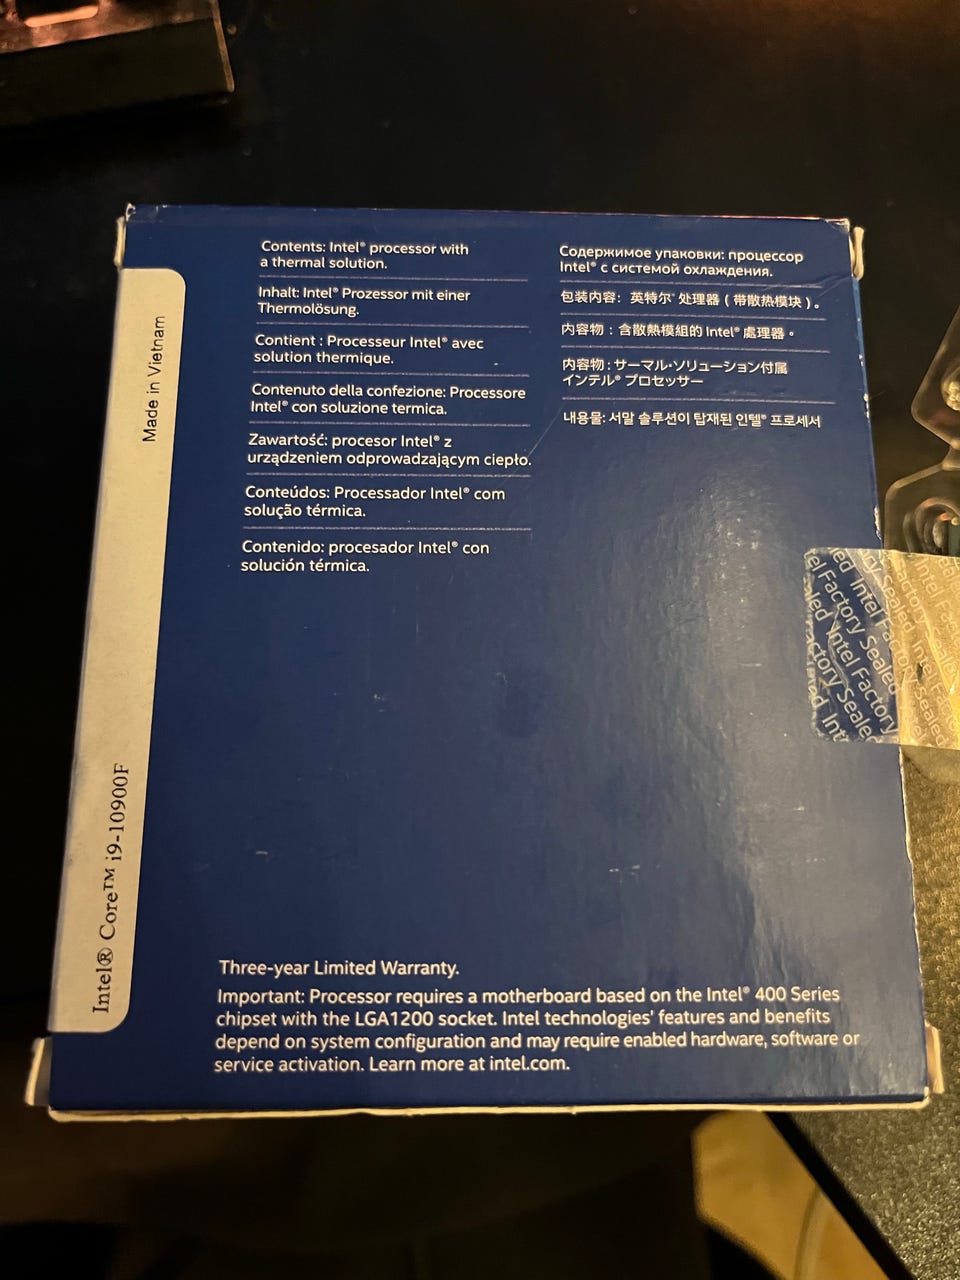 Made in Vietnam
Intel® Core™ i9-10900F
Contents: Intel® processor with
a thermal solution.
Inhalt: Intel® Prozessor mit einer
Thermolösung.
Contient : Processeur Intel® avec
solution thermique.
Contenuto della confezione: Processore
Intel® con soluzione termica.
Zawartość: procesor Intel® z
urządzeniem odprowadzającym ciepło.
Conteúdos: Processador Intel® com
solução térmica.
Contenido: procesador Intel® con
solución térmica.
Содержимое упаковки: процессор
Intel® с системой охлаждения.
包装内容：英特尔® 处理器（带散热模块）。
內容物：含散熱模組的 Intel® 處理器。
内容物：サーマル・ソリューション付属
インテル® プロセッサー
내용물: 서말 솔루션이 탑재된 인텔® 프로세서
Three-year Limited Warranty.
Important: Processor requires a motherboard based on the Intel® 400 Series
chipset with the LGA1200 socket. Intel technologies' features and benefits
depend on system configuration and may require enabled hardware, software or
service activation. Learn more at intel.com.
Intel Factory Sealed
Intel Factory Sealed
Intel Factory Sealed